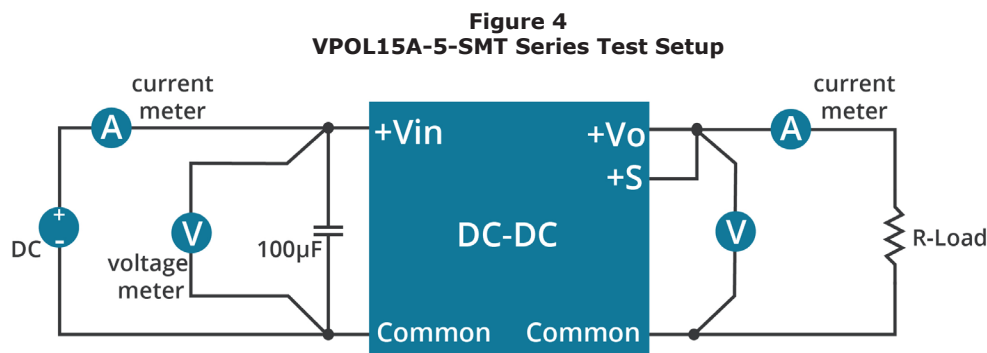 Figure 4
VPOL15A-5-SMT Series Test Setup
current
meter
current
meter
A
A
+Vin
+Vo
+S
+
-
DC
V
voltage
meter
100µF
DC-DC
V
R-Load
Common
Common